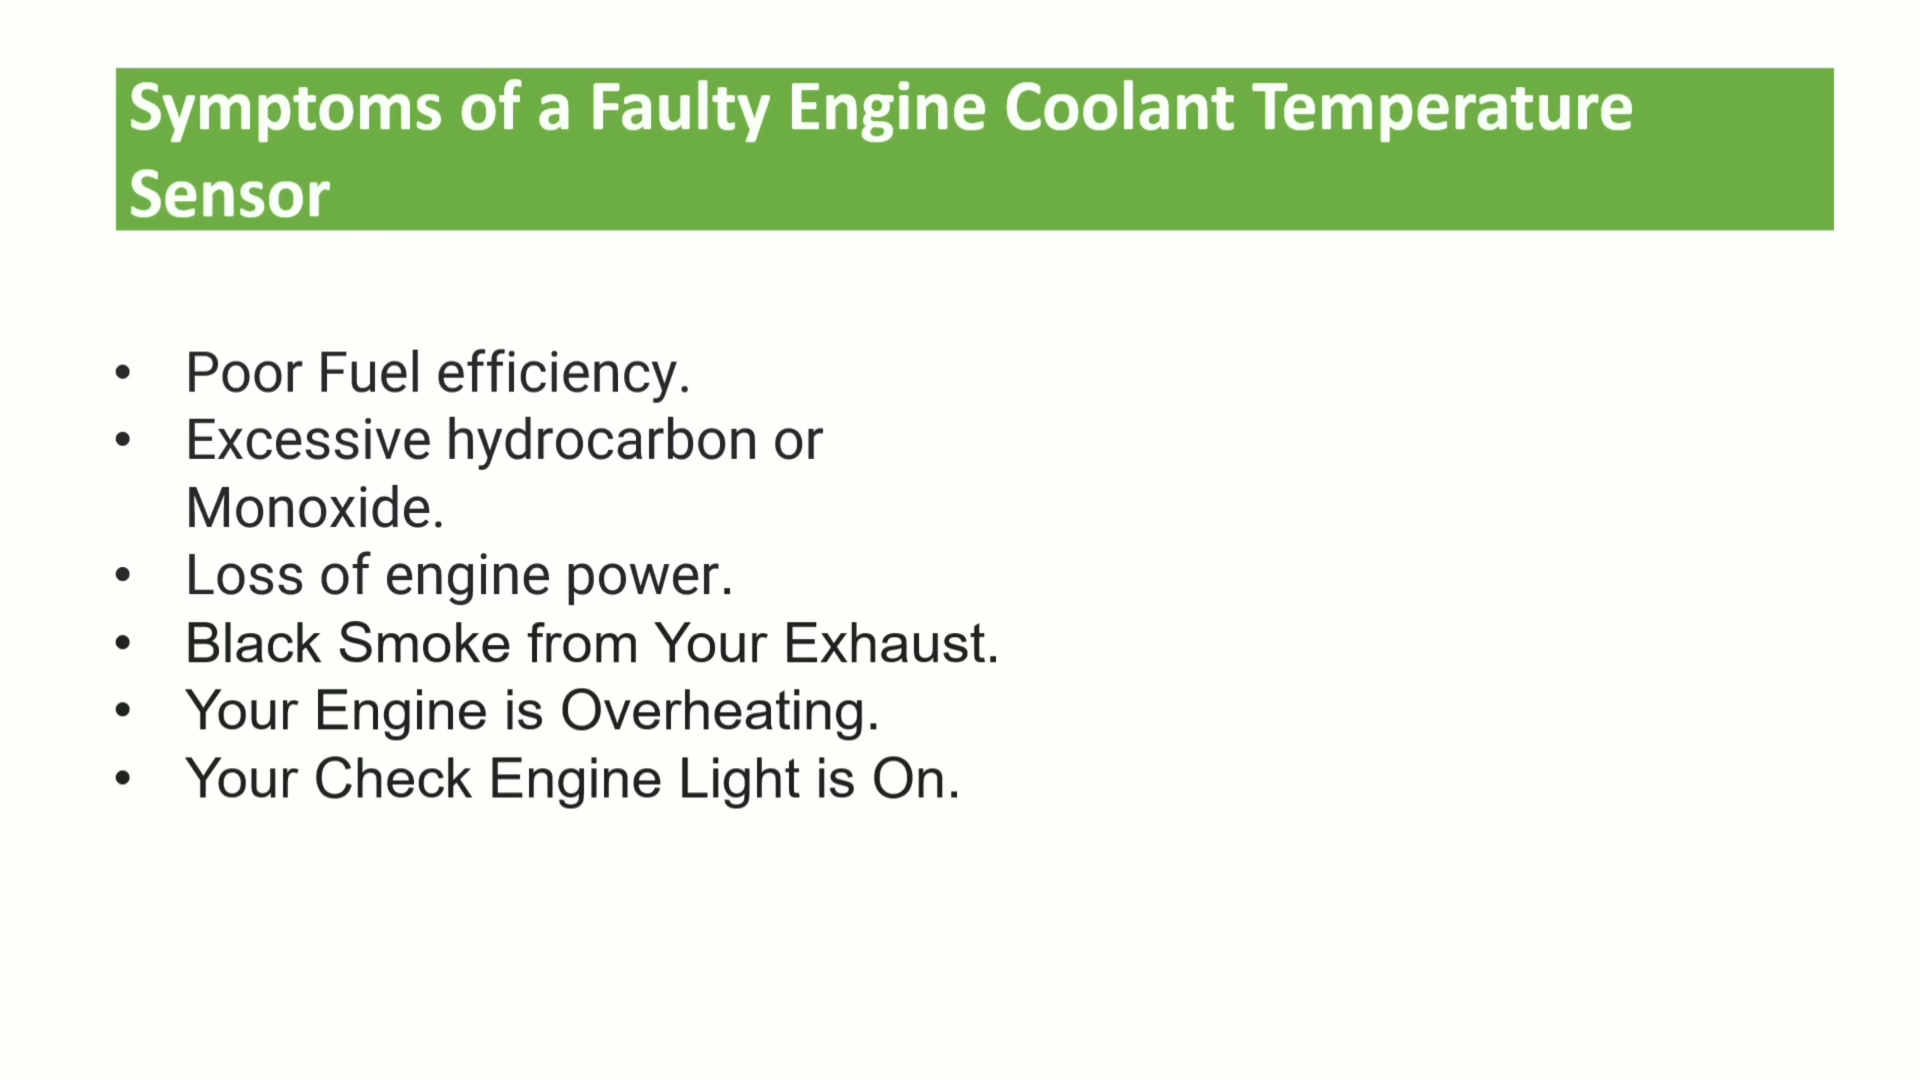 Symptoms of a Faulty Engine Coolant Temperature
Sensor
• Poor Fuel efficiency.
• Excessive hydrocarbon or
Monoxide.
• Loss of engine power.
• Black Smoke from Your Exhaust.
• Your Engine is Overheating.
• Your Check Engine Light is On.